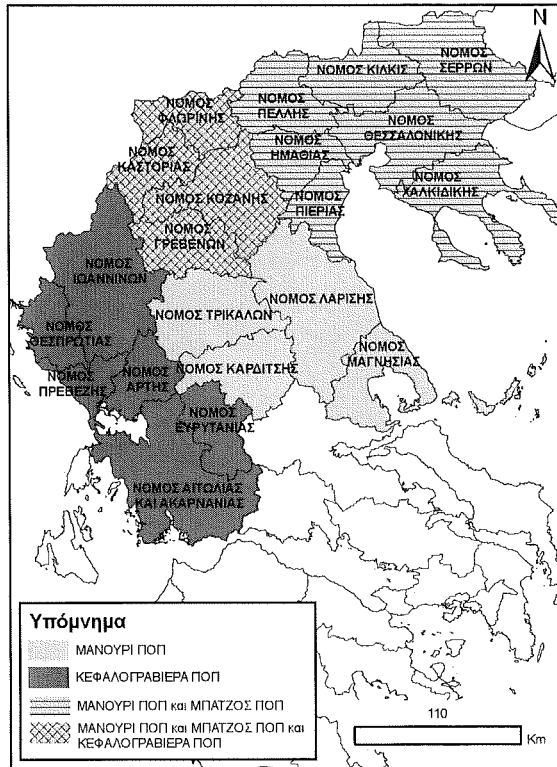 N
ΝΟΜΟΣ
ΣΕΡΡΩΝ
ΝΟΜΟΣ ΚΙΛΚΙΣ
ΝΟΜΟΣ
ΦΛΩΡΙΝΗΣ
ΝΟΜΟΣ
ΠΕΛΛΗΣ
ΝΟΜΟΣ
ΘΕΣΣΑΛΟΝΙΚΗΣ
ΝΟΜΟΣ
ΗΜΑΘΙΑΣ
ΝΟΜΟΣ
ΚΑΣΤΟΡΙΑΣ
ΝΟΜΟΣ
ΧΑΛΚΙΔΙΚΗΣ
ΝΟΜΟΣ ΚΟΖΑΝΗΣ
ΝΟΜΟΣ
ΠΙΕΡΙΑΣ
ΝΟΜΟΣ
ΓΡΕΒΕΝΩΝ
ΝΟΜΟΣ
ΙΩΑΝΝΙΝΩΝ
ΝΟΜΟΣ ΛΑΡΙΣΗΣ
ΝΟΜΟΣ ΤΡΙΚΑΛΩΝ
ΝΟΜΟΣ
ΘΕΣΠΡΩΤΙΑΣ
ΝΟΜΟΣ
ΜΑΓΝΗΣΙΑΣ
ΝΟΜΟΣ ΚΑΡΔΙΤΣΗΣ
ΝΟΜΟΣ
ΠΡΕΒΕΖΗΣ
ΝΟΜΟΣ
ΑΡΤΗΣ
ΝΟΜΟΣ
ΕΥΡΥΤΑΝΙΑΣ
ΝΟΜΟΣ ΑΙΤΩΛΙΑΣ
ΚΑΙ ΑΚΑΡΝΑΝΙΑΣ
Υπόμνημα
ΜΑΝΟΥΡΙ ΠΟΠ
ΚΕΦΑΛΟΓΡΑΒΙΕΡΑ ΠΟΠ
ΜΑΝΟΥΡΙ ΠΟΠ και ΜΠΑΤΖΟΣ ΠΟΠ
ΜΑΝΟΥΡΙ ΠΟΠ και ΜΠΑΤΖΟΣ ΠΟΠ και
ΚΕΦΑΛΟΓΡΑΒΙΕΡΑ ΠΟΠ
110
Km